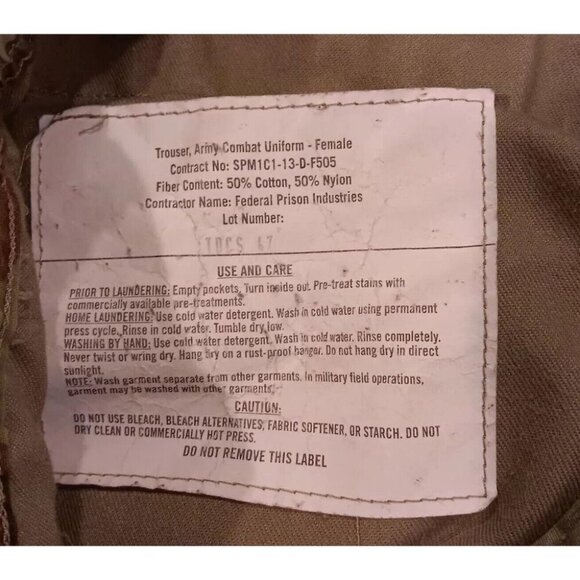 Trouser, Army Combat Uniform - Female
Contract No: SPM1C1-13-D-F505
Fiber Content: 50% Cotton, 50% Nylon
Contractor Name: Federal Prison Industries
Lot Number:
USE AND CARE
PRIOR TO LAUNDERING: Empty pockets. Turn inside out. Pre-treat stains with
commercially available pre-treatments.
HOME LAUNDERING: Use cold water detergent. Wash in cold water using permanent
press cycle. Rinse in cold water. Tumble dry low.
WASHING BY HAND: Use cold water detergent. Wash in cold water. Rinse completely.
Never twist or wring dry. Hang dry on a rust-proof hanger. Do not hang dry in direct
sunlight.
NOTE: Wash garment separate from other garments. In military field operations,
garment may be washed with other garments.
CAUTION:
DO NOT USE BLEACH, BLEACH ALTERNATIVES, FABRIC SOFTENER, OR STARCH. DO NOT
DRY CLEAN OR COMMERCIALLY HOT PRESS.
DO NOT REMOVE THIS LABEL